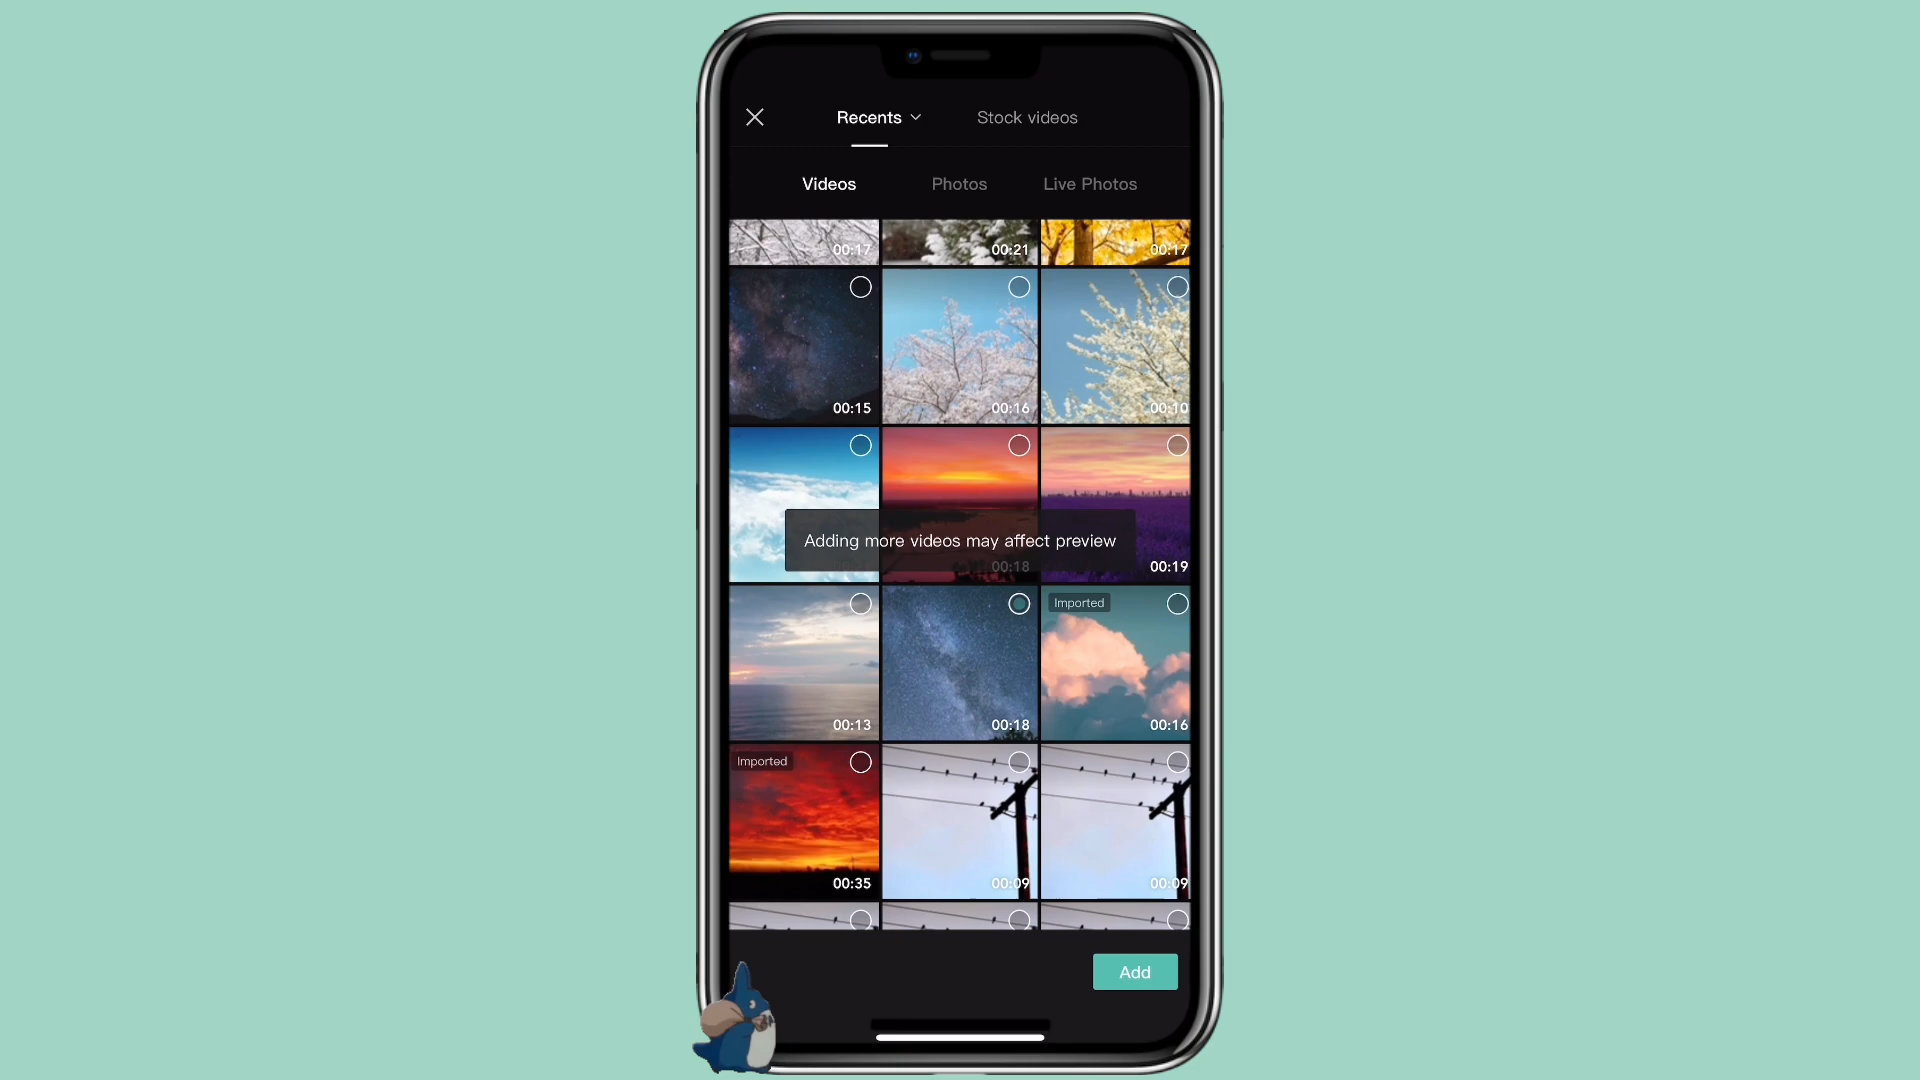 Recents
Stock videos
Videos
Photos
Live Photos
00:17
00:21
00:17
00:15
00:16
00:10
Adding more videos may affect preview
00:18
00:19
00:13
00:18
Imported
00:16
Imported
00:35
00:09
00:09
Add